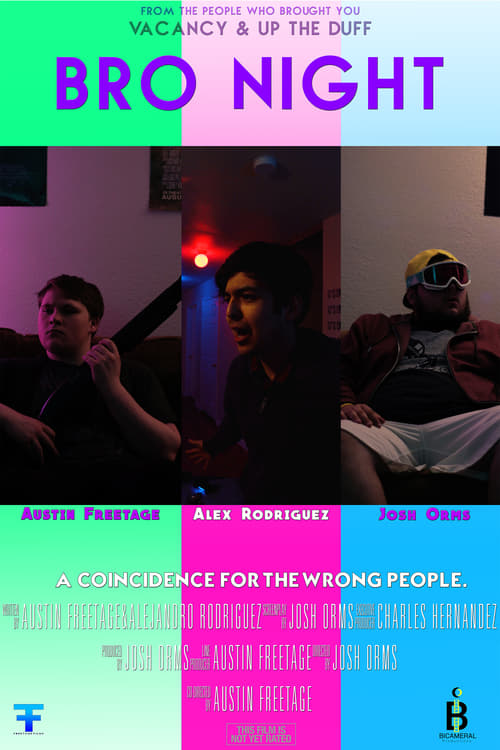 FROM THE PEOPLE WHO BROUGHT YOU
VACANCY & UP THE DUFF
BRO NIGHT
AUSTIN FREETAGE ALEX RODRIGUEZ JOSH ORMS
A COINCIDENCE FOR THE WRONG PEOPLE.
WRITTEN BY AUSTIN FREETAGE&ALEJANDRO RODRIGUEZ SCREENPLAY BY JOSH ORMS EXECUTIVE PRODUCER CHARLES HERNANDEZ
PRODUCED BY JOSH ORMS LINE PRODUCER AUSTIN FREETAGE DIRECTED BY JOSH ORMS
CO DIRECTED BY AUSTIN FREETAGE
THIS FILM IS
NOT YET RATED
BICAMERAL